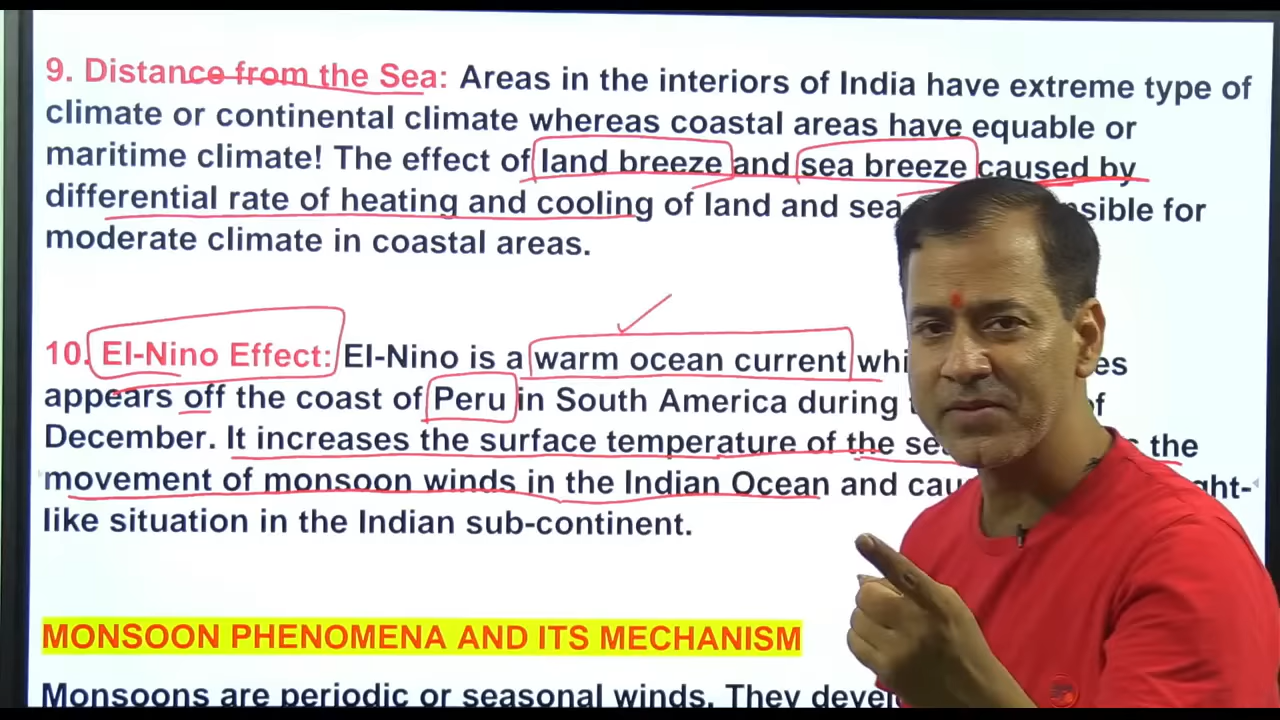 9. Distance from the Sea: Areas in the interiors of India have extreme type of
climate or continental climate whereas coastal areas have equable or
maritime climate! The effect of land breeze and sea breeze caused by
differential rate of heating and cooling of land and sea for
moderate climate in coastal areas.
10. El-Nino Effect: El-Nino is a warm ocean current
appears off the coast of Peru in South America during
December. It increases the surface temperature of the the
movement of monsoon winds in the Indian Ocean and
like situation in the Indian sub-continent.
MONSOON PHENOMENA AND ITS MECHANISM
Monsoons are periodic or seasonal winds. They